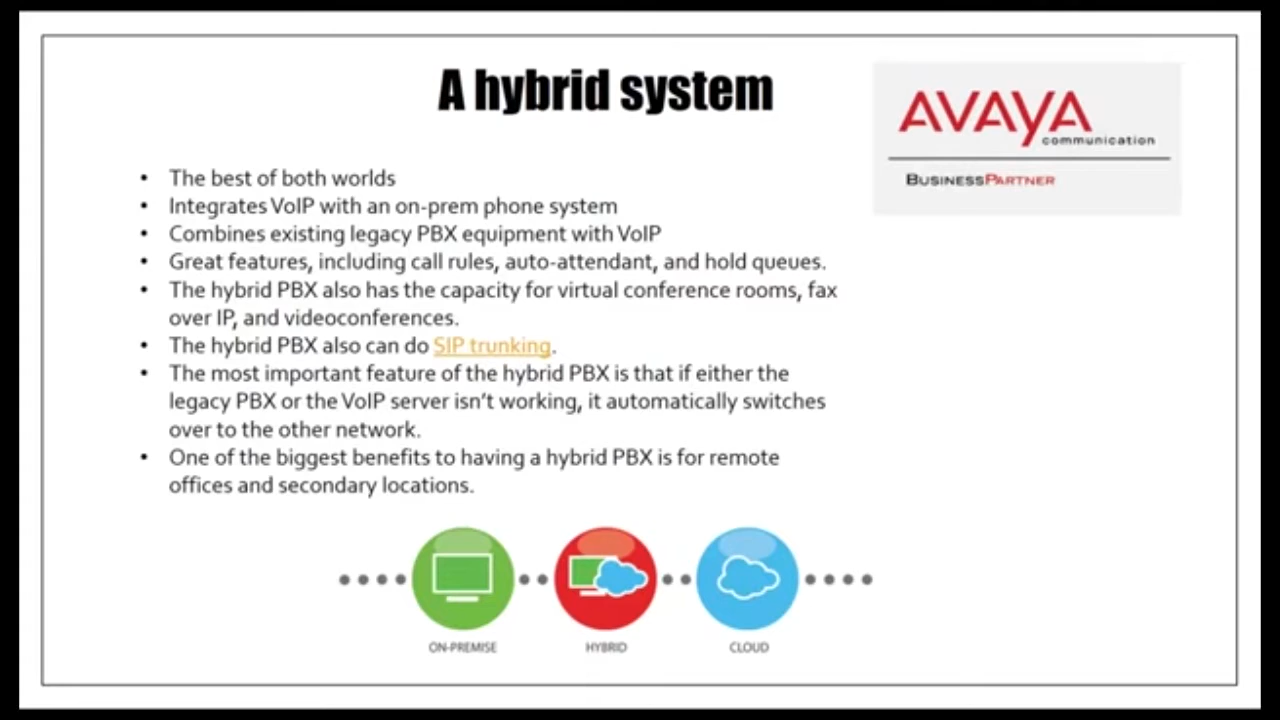 A hybrid system
AVAYA
communication
BUSINESSPARTNER
• The best of both worlds
• Integrates VoIP with an on-prem phone system
• Combines existing legacy PBX equipment with VoIP
• Great features, including call rules, auto-attendant, and hold queues.
• The hybrid PBX also has the capacity for virtual conference rooms, fax
over IP, and videoconferences.
• The hybrid PBX also can do SIP trunking.
• The most important feature of the hybrid PBX is that if either the
legacy PBX or the VoIP server isn't working, it automatically switches
over to the other network.
• One of the biggest benefits to having a hybrid PBX is for remote
offices and secondary locations.
ON-PREMISE
HYBRID
CLOUD